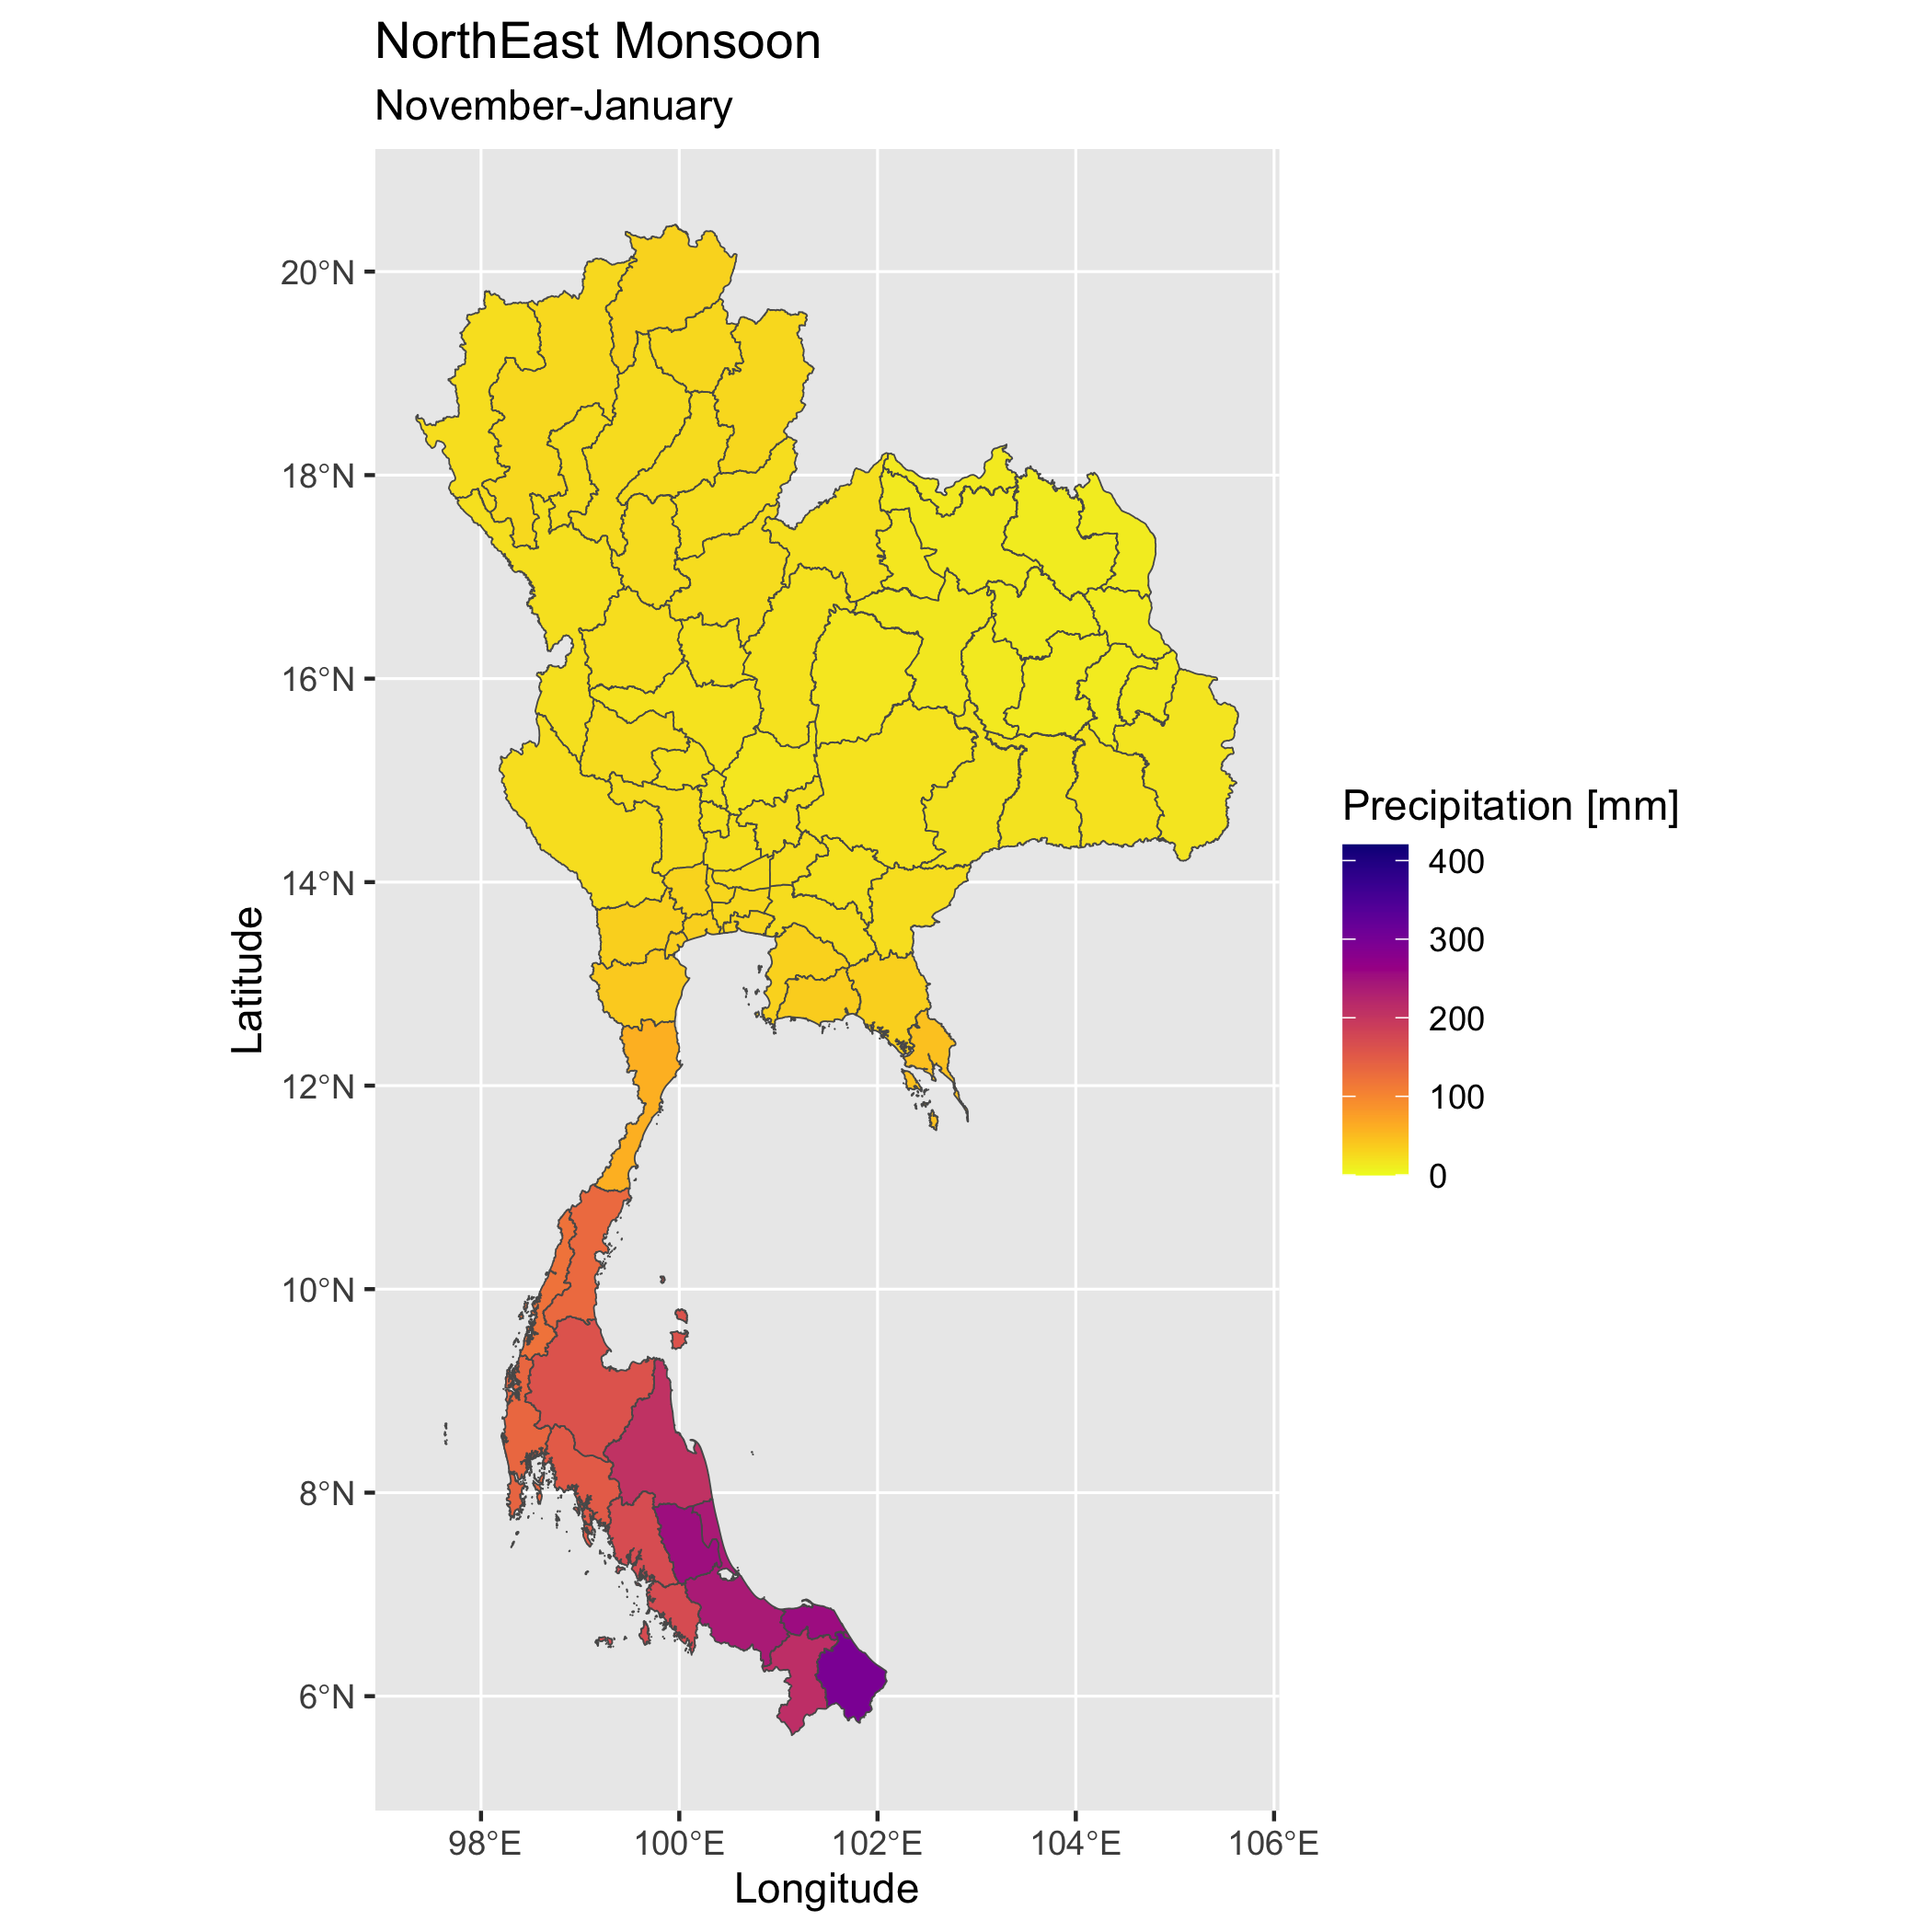 NorthEast Monsoon
November-January
20°N
18°N
16°N
14°N
12°N
10°N
8°N
6°N
Latitude
98°E 100°E 102°E 104°E 106°E
Longitude
Precipitation [mm]
400
300
200
100
0